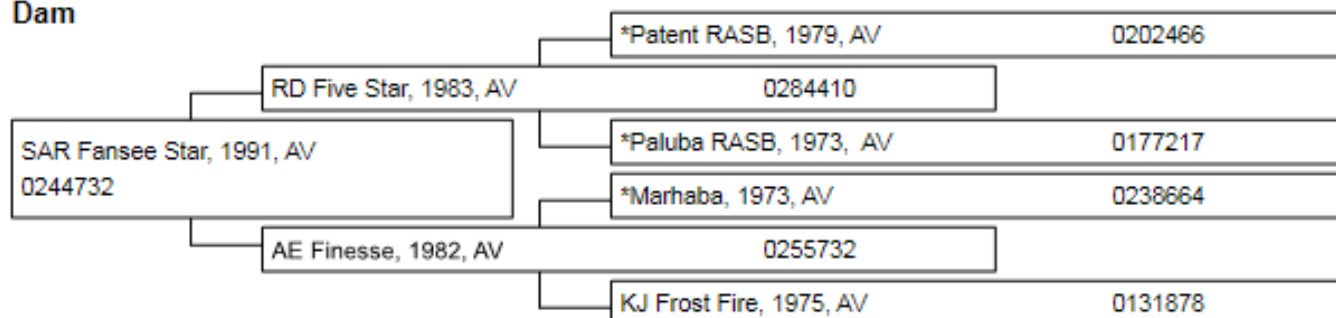 Dam
*Patent RASB, 1979, AV 0202466
RD Five Star, 1983, AV 0284410
*Paluba RASB, 1973, AV 0177217
SAR Fansee Star, 1991, AV
0244732
*Marhaba, 1973, AV 0238664
AE Finesse, 1982, AV 0255732
KJ Frost Fire, 1975, AV 0131878